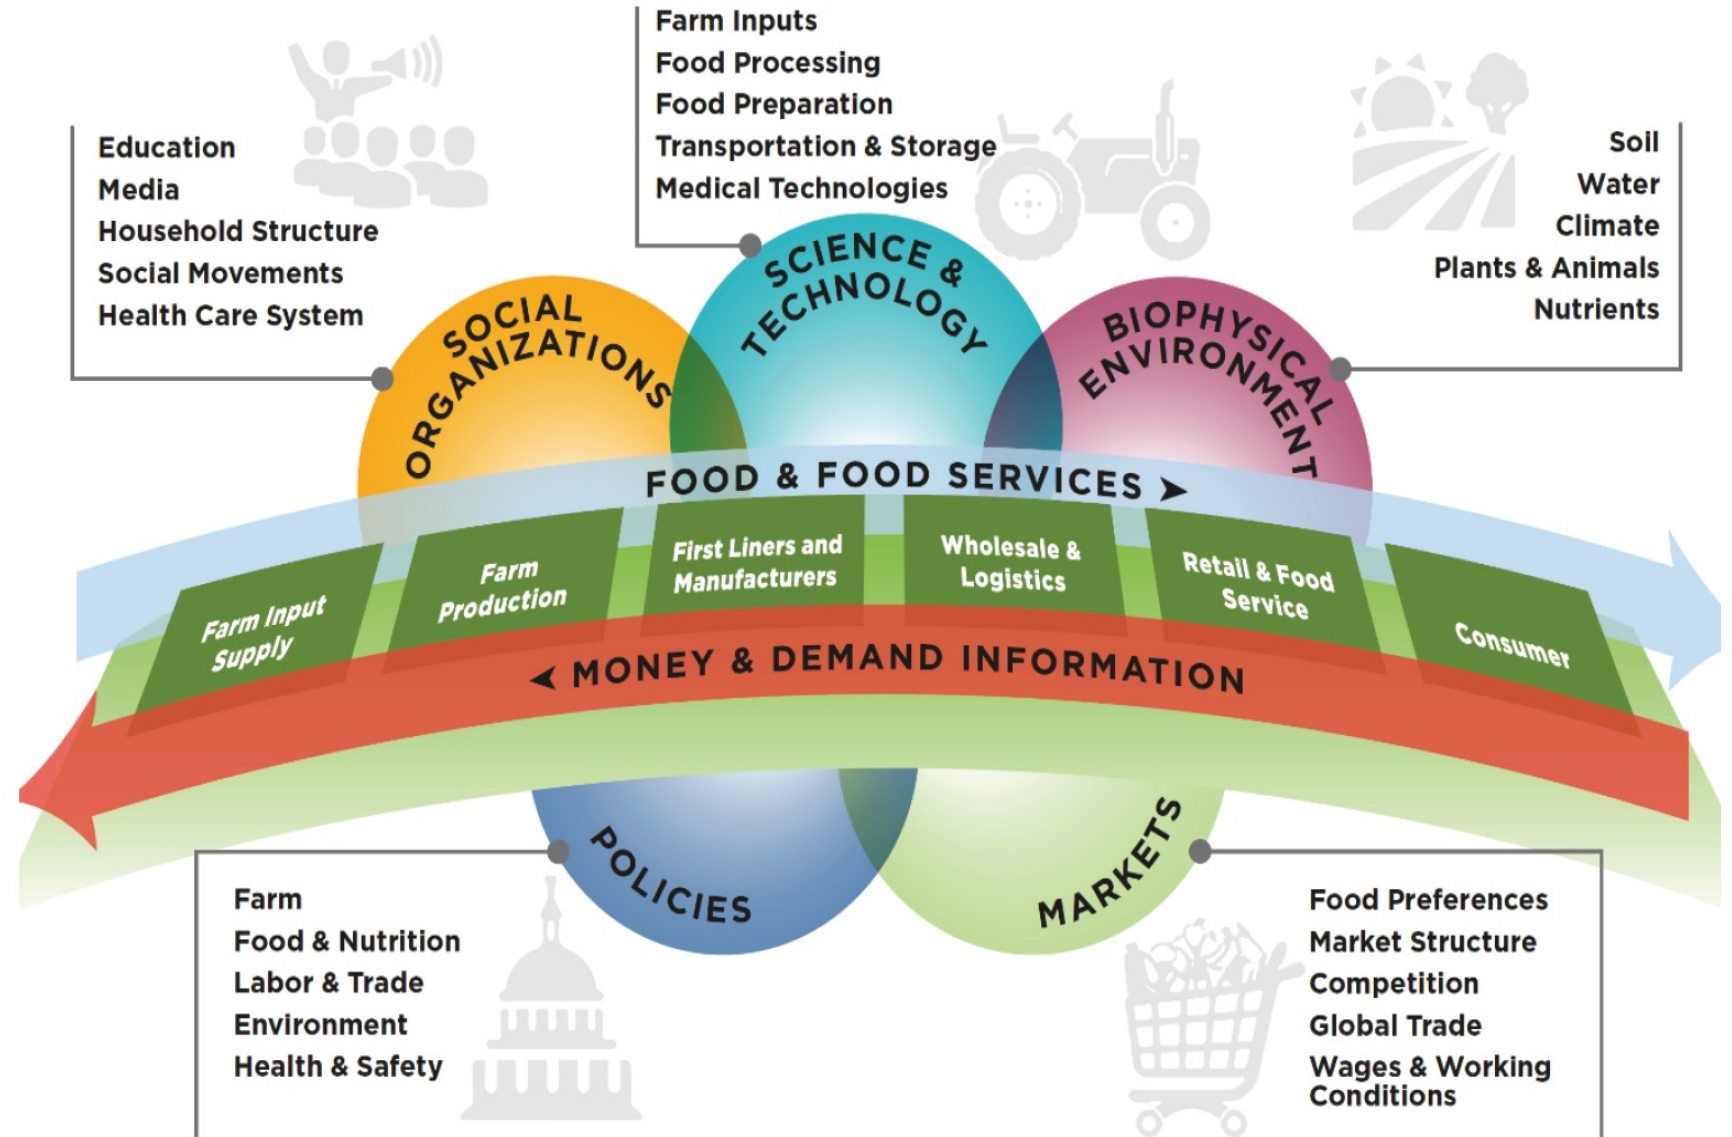 Farm Inputs
Food Processing
Food Preparation
Transportation & Storage
Medical Technologies
Education
Media
Household Structure
Social Movements
Health Care System
Soil
Water
Climate
Plants & Animals
Nutrients
SOCIAL
ORGANIZATIONS
SCIENCE &
TECHNOLOGY
BIOPHYSICAL
ENVIRONMENT
FOOD & FOOD SERVICES ➤
Farm Input
Supply
Farm
Production
First Liners and
Manufacturers
Wholesale &
Logistics
Retail & Food
Service
Consumer
◄ MONEY & DEMAND INFORMATION
POLICIES
MARKETS
Farm
Food & Nutrition
Labor & Trade
Environment
Health & Safety
Food Preferences
Market Structure
Competition
Global Trade
Wages & Working
Conditions